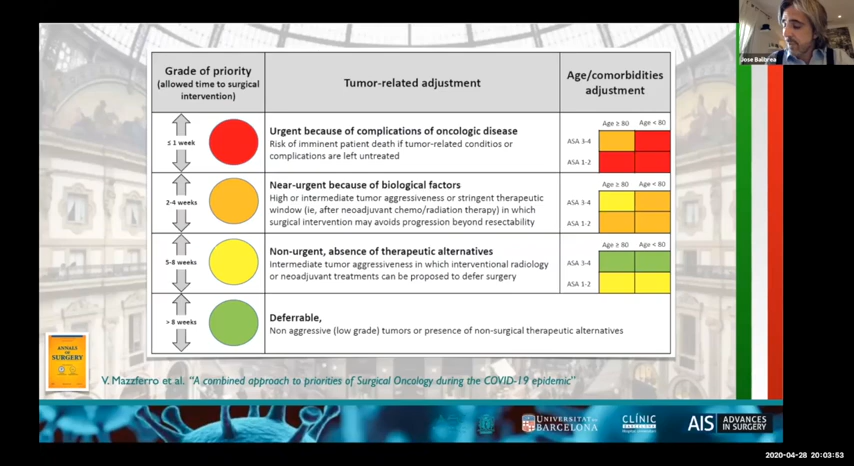 Jose Balibrea
Grade of priority
(allowed time to surgical
intervention)
Tumor-related adjustment
Age/comorbidities
adjustment
≤ 1 week
Urgent because of complications of oncologic disease
Risk of imminent patient death if tumor-related conditios or
complications are left untreated
Age ≥ 80 Age < 80
ASA 3-4
ASA 1-2
2-4 weeks
Near-urgent because of biological factors
High or intermediate tumor aggressiveness or stringent therapeutic
window (ie, after neoadjuvant chemo/radiation therapy) in which
surgical intervention may avoids progression beyond resectability
Age ≥ 80 Age < 80
ASA 3-4
ASA 1-2
5-8 weeks
Non-urgent, absence of therapeutic alternatives
Intermediate tumor aggressiveness in which interventional radiology
or neoadjuvant treatments can be proposed to defer surgery
Age ≥ 80 Age < 80
ASA 3-4
ASA 1-2
> 8 weeks
Deferrable,
Non aggressive (low grade) tumors or presence of non-surgical therapeutic alternatives
ANNALS
OF
SURGERY
V. Mazzferro et al. “A combined approach to priorities of Surgical Oncology during the COVID-19 epidemic”
UNIVERSITAT DE
BARCELONA
CLÍNIC
BARCELONA
AIS ADVANCES
IN SURGERY
2020-04-28 20:03:53